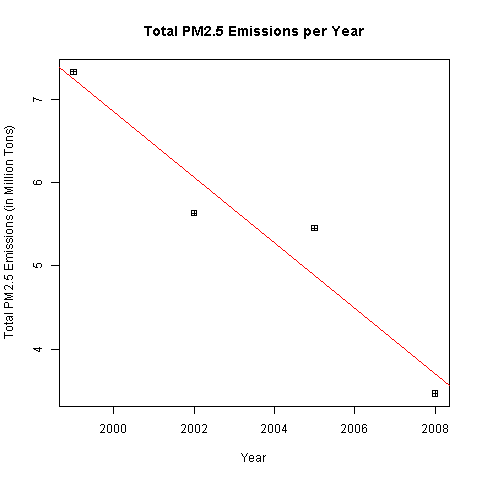 Total PM2.5 Emissions per Year
Total PM2.5 Emissions (in Million Tons)
7
6
5
4
2000 2002 2004 2006 2008
Year